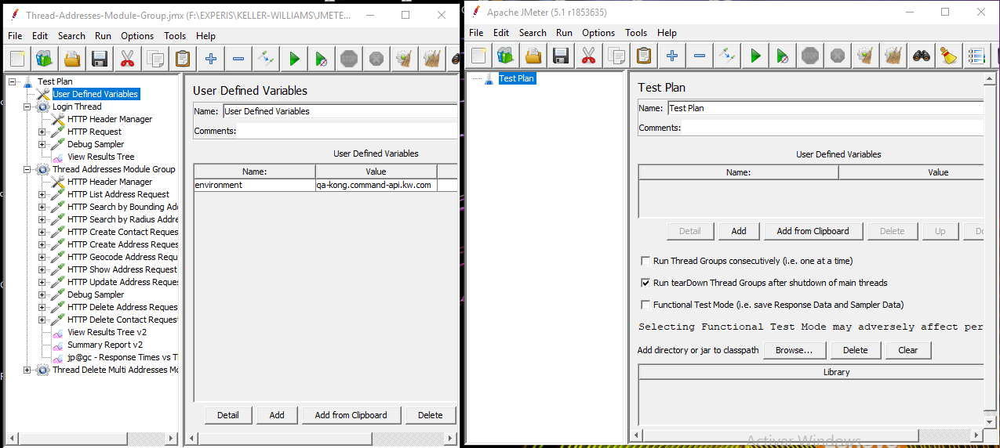 Thread-Addresses-Module-Group.jmx (F:\EXPERIS\KELLER-WILLIAMS\JMETE...
File Edit Search Run Options Tools Help
Test Plan
User Defined Variables
Login Thread
HTTP Header Manager
HTTP Request
Debug Sampler
View Results Tree
Thread Addresses Module Group
HTTP Header Manager
HTTP List Address Request
HTTP Search by Bounding Ad
HTTP Search by Radius Addre
HTTP Create Contact Reques
HTTP Create Address Reques
HTTP Geocode Address Requ
HTTP Show Address Request
HTTP Update Address Reques
Debug Sampler
HTTP Delete Address Reques
HTTP Delete Contact Request
View Results Tree v2
Summary Report v2
jp@gc - Response Times vs T
Thread Delete Multi Addresses Mo
User Defined Variables
Name: User Defined Variables
Comments:
User Defined Variables
Name: Value
environment qa-kong.command-api.kw.com
Detail Add Add from Clipboard Delete
Apache JMeter (5.1 r1853635)
File Edit Search Run Options Tools Help
Test Plan
Test Plan
Name: Test Plan
Comments:
User Defined Variables
Name: Value
Detail Add Add from Clipboard Delete Up Do
Run Thread Groups consecutively (i.e. one at a time)
Run tearDown Thread Groups after shutdown of main threads
Functional Test Mode (i.e. save Response Data and Sampler Data)
Selecting Functional Test Mode may adversely affect per
Add directory or jar to classpath Browse... Delete Clear
Library
Activar Windows